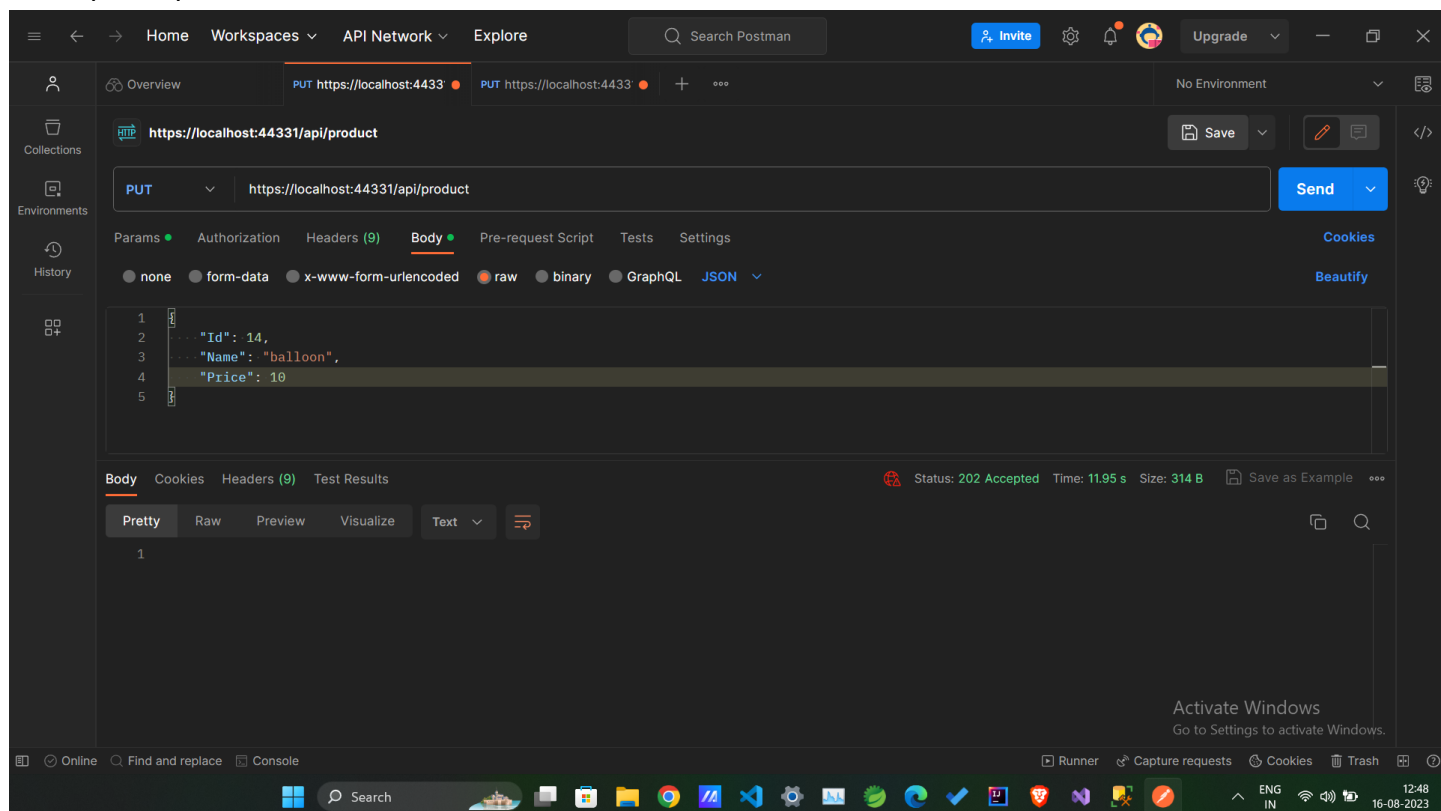 Home Workspaces API Network Explore Search Postman Invite Upgrade
Overview PUT https://localhost:4433 PUT https://localhost:4433 No Environment
HTTP https://localhost:44331/api/product Save
Collections
PUT https://localhost:44331/api/product Send
Environments
Params Authorization Headers (9) Body Pre-request Script Tests Settings Cookies
History
none form-data x-www-form-urlencoded raw binary GraphQL JSON Beautify
1 {
2 "Id": 14,
3 "Name": "balloon",
4 "Price": 10
5 }
Body Cookies Headers (9) Test Results Status: 202 Accepted Time: 11.95 s Size: 314 B Save as Example
Pretty Raw Preview Visualize Text
1
Activate Windows
Go to Settings to activate Windows.
Online Find and replace Console Runner Capture requests Cookies Trash
Search ENG IN 12:48
16-08-2023